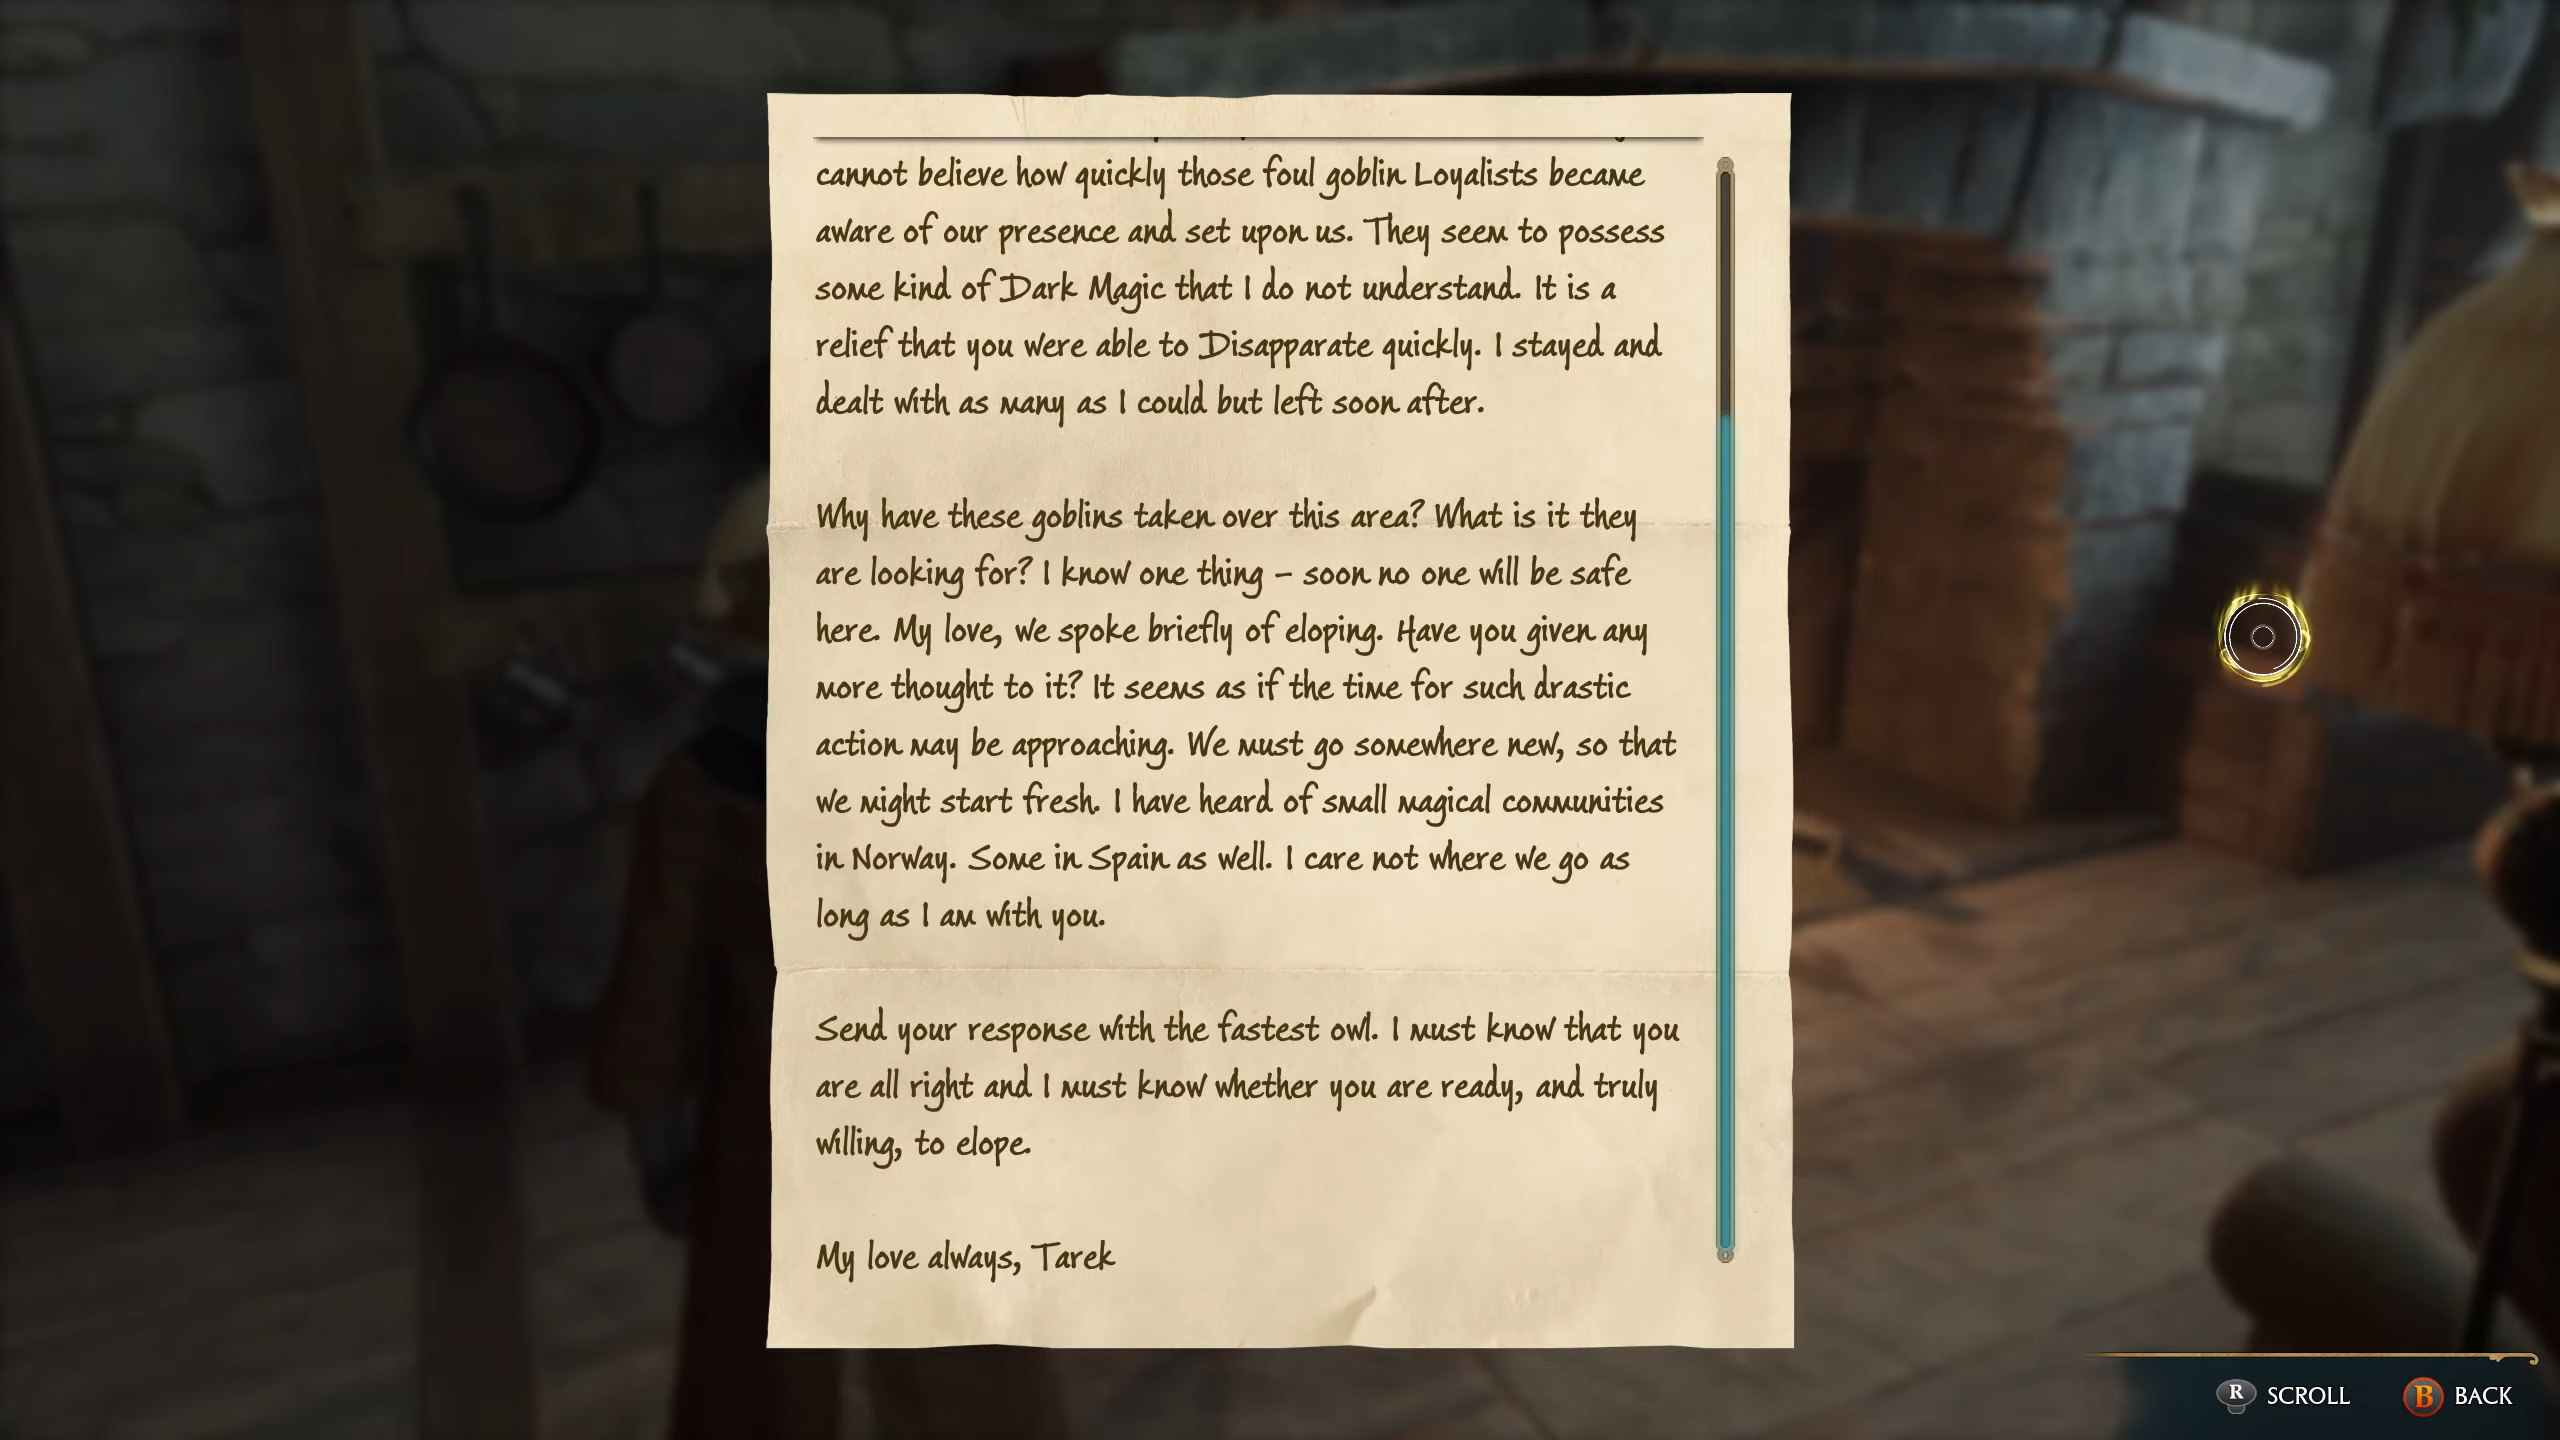 cannot believe how quickly those foul goblin Loyalists became
aware of our presence and set upon us. They seem to possess
some kind of Dark Magic that I do not understand. It is a
relief that you were able to Disapparate quickly. I stayed and
dealt with as many as I could but left soon after.
Why have these goblins taken over this area? What is it they
are looking for? I know one thing – soon no one will be safe
here. My love, we spoke briefly of eloping. Have you given any
more thought to it? It seems as if the time for such drastic
action may be approaching. We must go somewhere new, so that
we might start fresh. I have heard of small magical communities
in Norway. Some in Spain as well. I care not where we go as
long as I am with you.
Send your response with the fastest owl. I must know that you
are all right and I must know whether you are ready, and truly
willing, to elope.
My love always, Tarek
R SCROLL B BACK